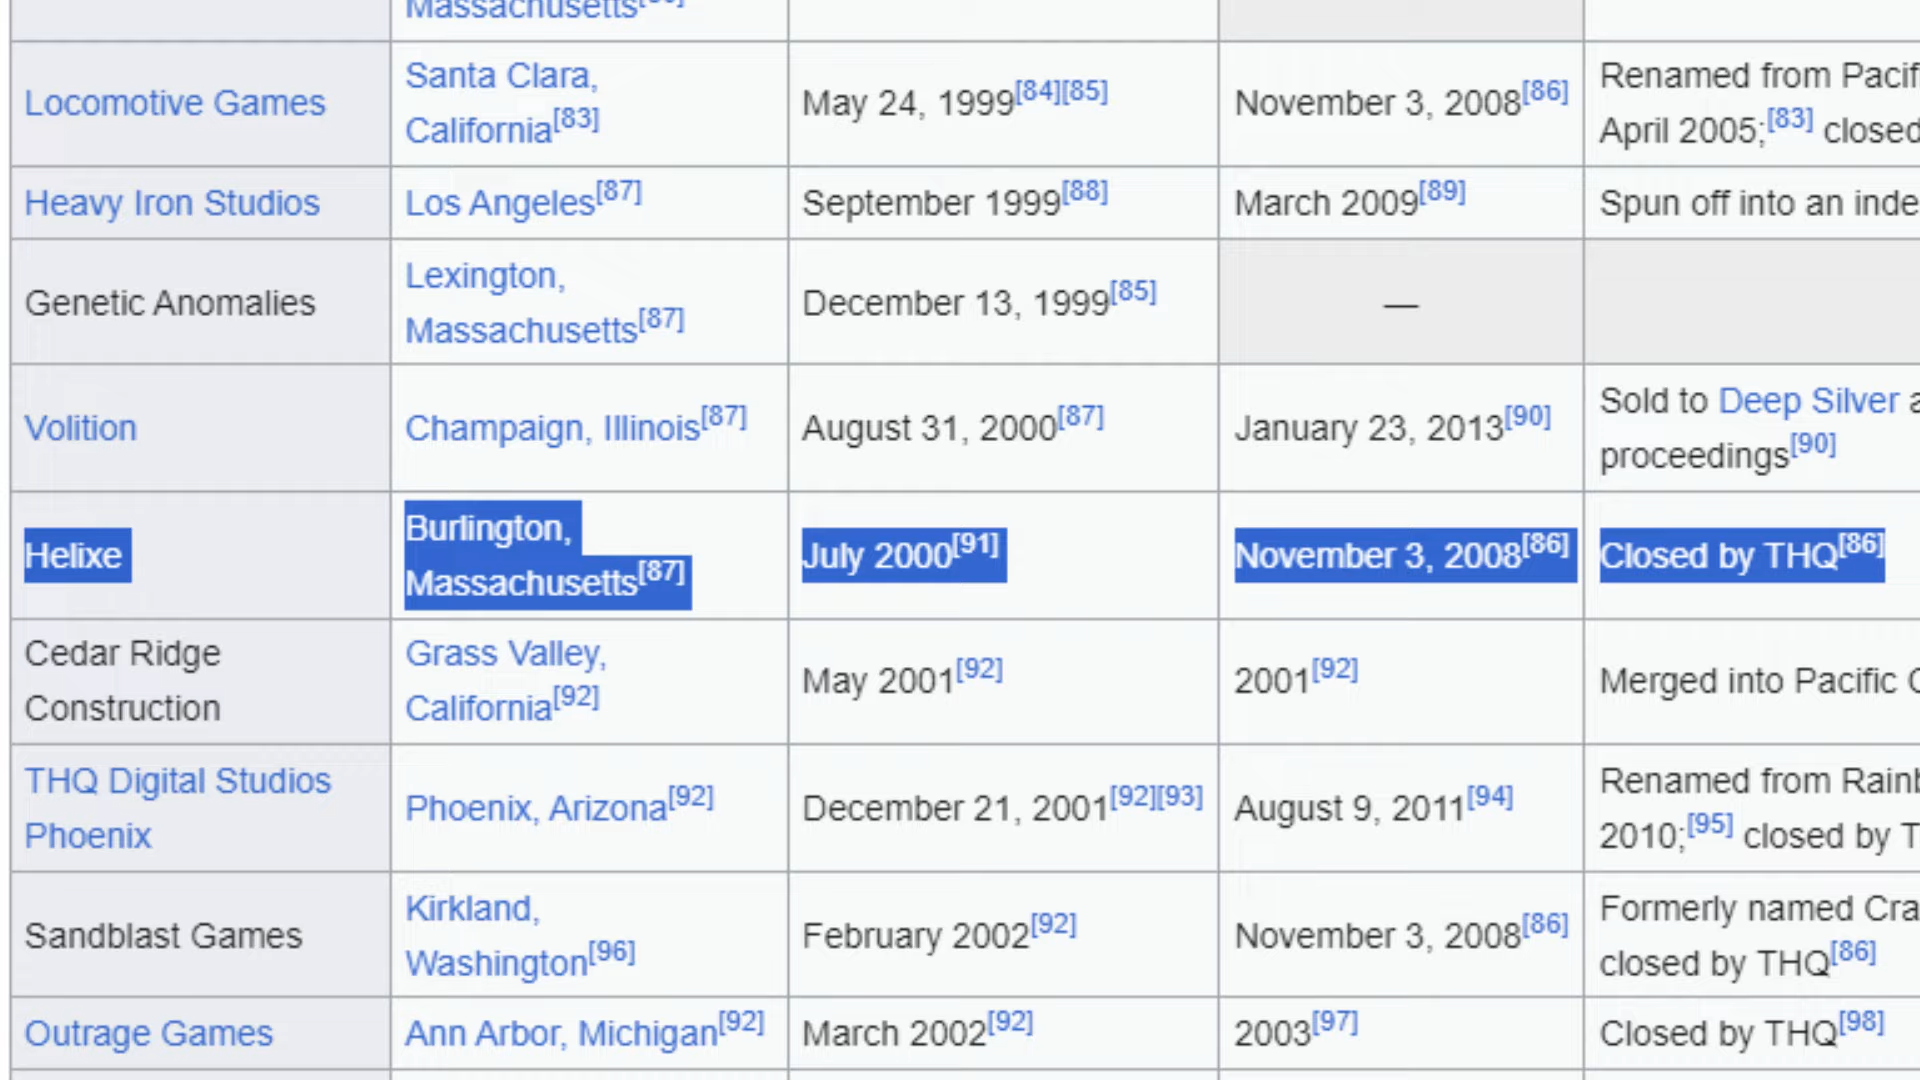 Massachusetts
Locomotive Games
Santa Clara,
California[83]
May 24, 1999[84][85]
November 3, 2008[86]
Renamed from
April 2005;[83] closed
Heavy Iron Studios
Los Angeles[87]
September 1999[88]
March 2009[89]
Spun off into an
Genetic Anomalies
Lexington,
Massachusetts[87]
December 13, 1999[85]
—
Volition
Champaign, Illinois[87]
August 31, 2000[87]
January 23, 2013[90]
Sold to Deep Silver
proceedings[90]
Helixe
Burlington,
Massachusetts[87]
July 2000[91]
November 3, 2008[86]
Closed by THQ[86]
Cedar Ridge
Construction
Grass Valley,
California[92]
May 2001[92]
2001[92]
Merged into Pacific
THQ Digital Studios
Phoenix
Phoenix, Arizona[92]
December 21, 2001[92][93]
August 9, 2011[94]
Renamed from
2010;[95] closed by
Sandblast Games
Kirkland,
Washington[96]
February 2002[92]
November 3, 2008[86]
Formerly named
closed by THQ[86]
Outrage Games
Ann Arbor, Michigan[92]
March 2002[92]
2003[97]
Closed by THQ[98]